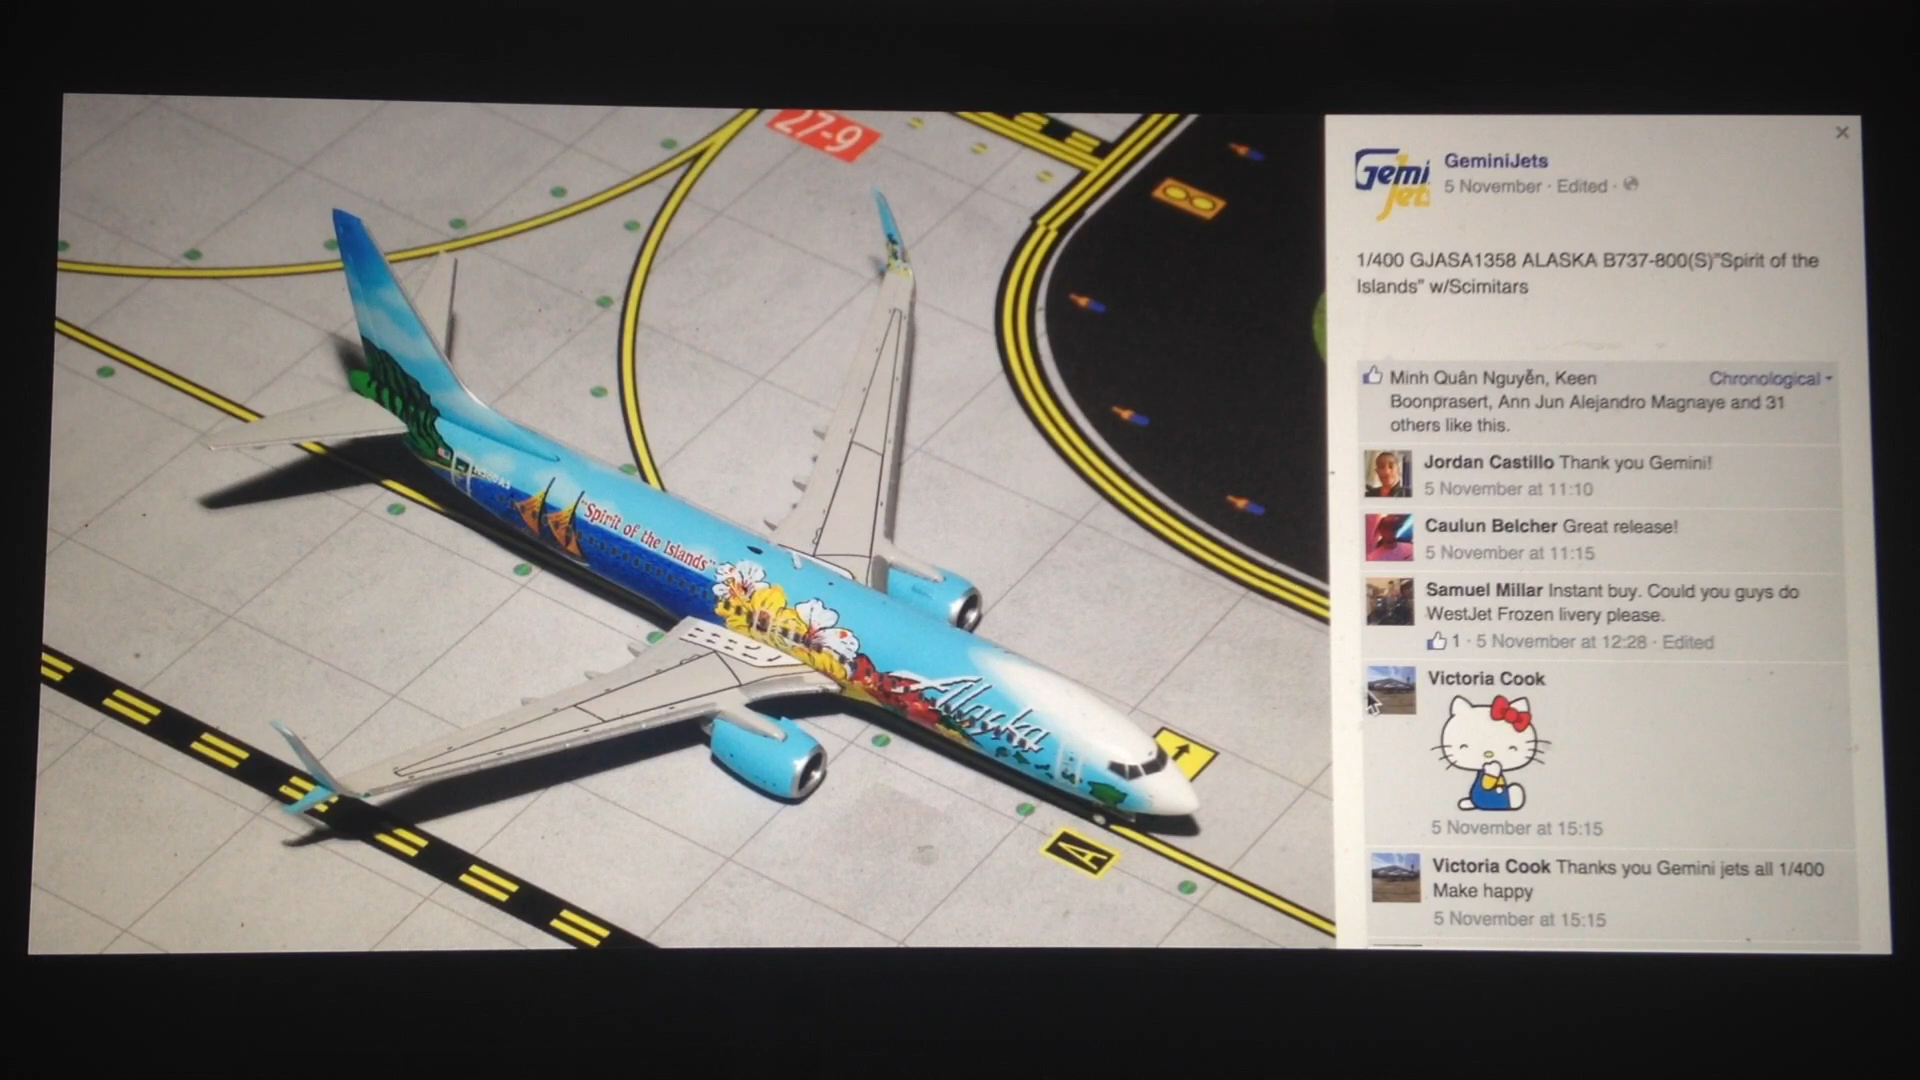 27-9
"Spirit of the Islands"
Alaska
A
Gemini
Jets
GeminiJets
5 November · Edited ·
1/400 GJASA1358 ALASKA B737-800(S)"Spirit of the
Islands" w/Scimitars
Minh Quân Nguyễn, Keen
Chronological
Boonprasert, Ann Jun Alejandro Magnaye and 31
others like this.
Jordan Castillo Thank you Gemini!
5 November at 11:10
Caulun Belcher Great release!
5 November at 11:15
Samuel Millar Instant buy. Could you guys do
WestJet Frozen livery please.
1 · 5 November at 12:28 · Edited
Victoria Cook
5 November at 15:15
Victoria Cook Thanks you Gemini jets all 1/400
Make happy
5 November at 15:15